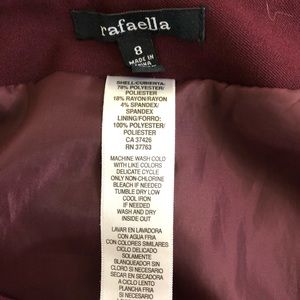 rafaella
8
MADE IN
CHINA
SHELL/CUBIERTA:
78% POLYESTER/
POLIESTER
18% RAYON/RAYON
4% SPANDEX/
SPANDEX
LINING/FORRO:
100% POLYESTER/
POLIESTER
CA 37426
RN 37763
MACHINE WASH COLD
WITH LIKE COLORS
DELICATE CYCLE
ONLY NON-CHLORINE
BLEACH IF NEEDED
TUMBLE DRY LOW
COOL IRON
IF NEEDED
WASH AND DRY
INSIDE OUT
LAVAR EN LAVADORA
CON AGUA FRIA
CON COLORES SIMILARES
CICLO DELICADO
SOLAMENTE
BLANQUEADOR SIN
CLORO SI NECESARIO
SECAR EN SECADORA
A CICLO LENTO
PLANCHA FRIA
SI ES NECESARIO